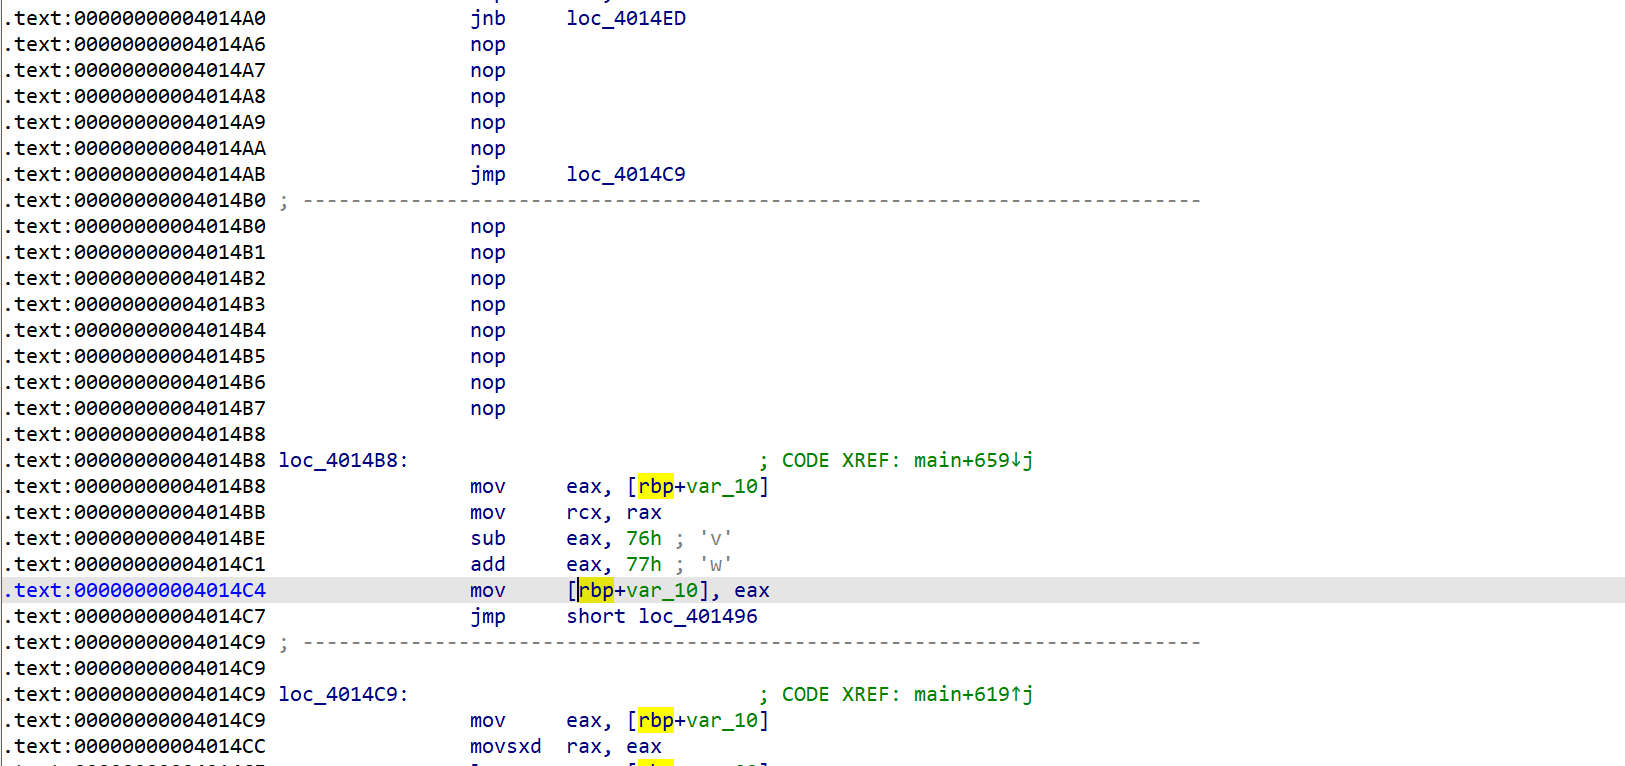 .text:00000000004014A0 jnb loc_4014ED
.text:00000000004014A6 nop
.text:00000000004014A7 nop
.text:00000000004014A8 nop
.text:00000000004014A9 nop
.text:00000000004014AA nop
.text:00000000004014AB jmp loc_4014C9
.text:00000000004014B0 ; ---------------------------------------------------------------------------
.text:00000000004014B0 nop
.text:00000000004014B1 nop
.text:00000000004014B2 nop
.text:00000000004014B3 nop
.text:00000000004014B4 nop
.text:00000000004014B5 nop
.text:00000000004014B6 nop
.text:00000000004014B7 nop
.text:00000000004014B8
.text:00000000004014B8 loc_4014B8: ; CODE XREF: main+659↓j
.text:00000000004014B8 mov eax, [rbp+var_10]
.text:00000000004014BB mov rcx, rax
.text:00000000004014BE sub eax, 76h ; 'v'
.text:00000000004014C1 add eax, 77h ; 'w'
.text:00000000004014C4 mov [rbp+var_10], eax
.text:00000000004014C7 jmp short loc_401496
.text:00000000004014C9 ; ---------------------------------------------------------------------------
.text:00000000004014C9
.text:00000000004014C9 loc_4014C9: ; CODE XREF: main+619↑j
.text:00000000004014C9 mov eax, [rbp+var_10]
.text:00000000004014CC movsxd rax, eax